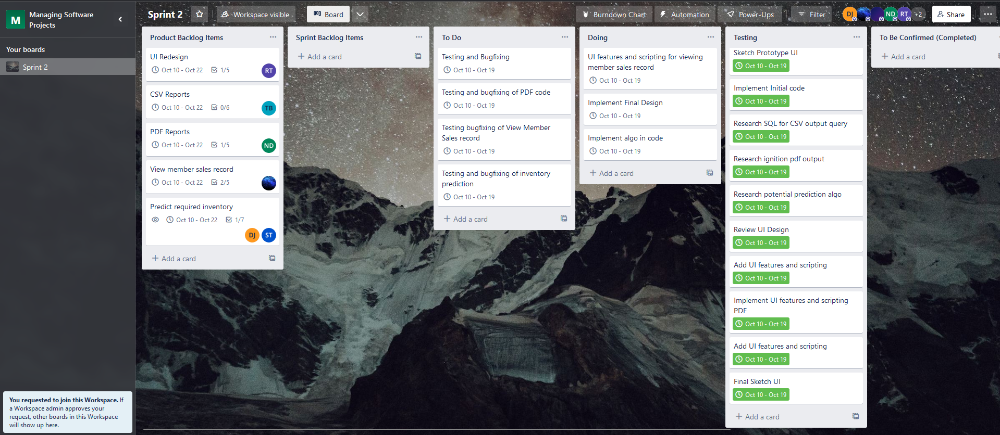 M
Managing Software
Projects
Your boards
Sprint 2
You requested to join this Workspace. If
a Workspace admin approves your
request, other boards in this Workspace
will show up here.
Sprint 2
Workspace visible
Board
Burndown Chart
Automation
Power-Ups
Filter
DJ
ND
RT
+2
Share
Product Backlog Items
UI Redesign
Oct 10 - Oct 22 1/5
RT
CSV Reports
Oct 10 - Oct 22 0/6
TB
PDF Reports
Oct 10 - Oct 22 1/5
ND
View member sales record
Oct 10 - Oct 22 2/5
Predict required inventory
Oct 10 - Oct 22 1/7
DJ ST
Add a card
Sprint Backlog Items
Add a card
To Do
Testing and Bugfixing
Oct 10 - Oct 19
Testing and bugfixing of PDF code
Oct 10 - Oct 19
Testing bugfixing of View Member
Sales record
Oct 10 - Oct 19
Testing and bugfixing of inventory
prediction
Oct 10 - Oct 19
Add a card
Doing
UI features and scripting for viewing
member sales record
Oct 10 - Oct 19
Implement Final Design
Oct 10 - Oct 19
Implement algo in code
Oct 10 - Oct 19
Add a card
Testing
Sketch Prototype UI
Oct 10 - Oct 19
Implement Initial code
Oct 10 - Oct 19
Research SQL for CSV output query
Oct 10 - Oct 19
Research ignition pdf output
Oct 10 - Oct 19
Research potential prediction algo
Oct 10 - Oct 19
Review UI Design
Oct 10 - Oct 19
Add UI features and scripting
Oct 10 - Oct 19
Implement UI features and scripting
PDF
Oct 10 - Oct 19
Add UI features and scripting
Oct 10 - Oct 19
Final Sketch UI
Oct 10 - Oct 19
Add a card
To Be Confirmed (Completed)
Add a card